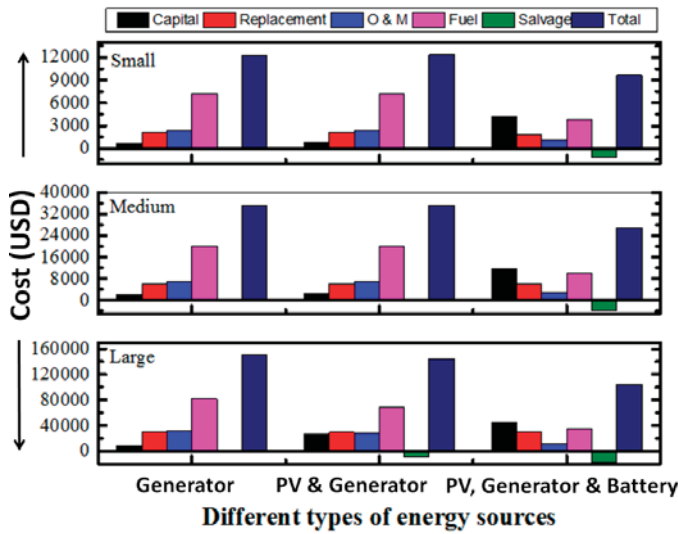 Capital Replacement O & M Fuel Salvage Total
Small
12000
9000
6000
3000
0
Medium
40000
32000
24000
16000
8000
0
Large
160000
120000
80000
40000
0
Cost (USD)
Generator PV & Generator PV, Generator & Battery
Different types of energy sources